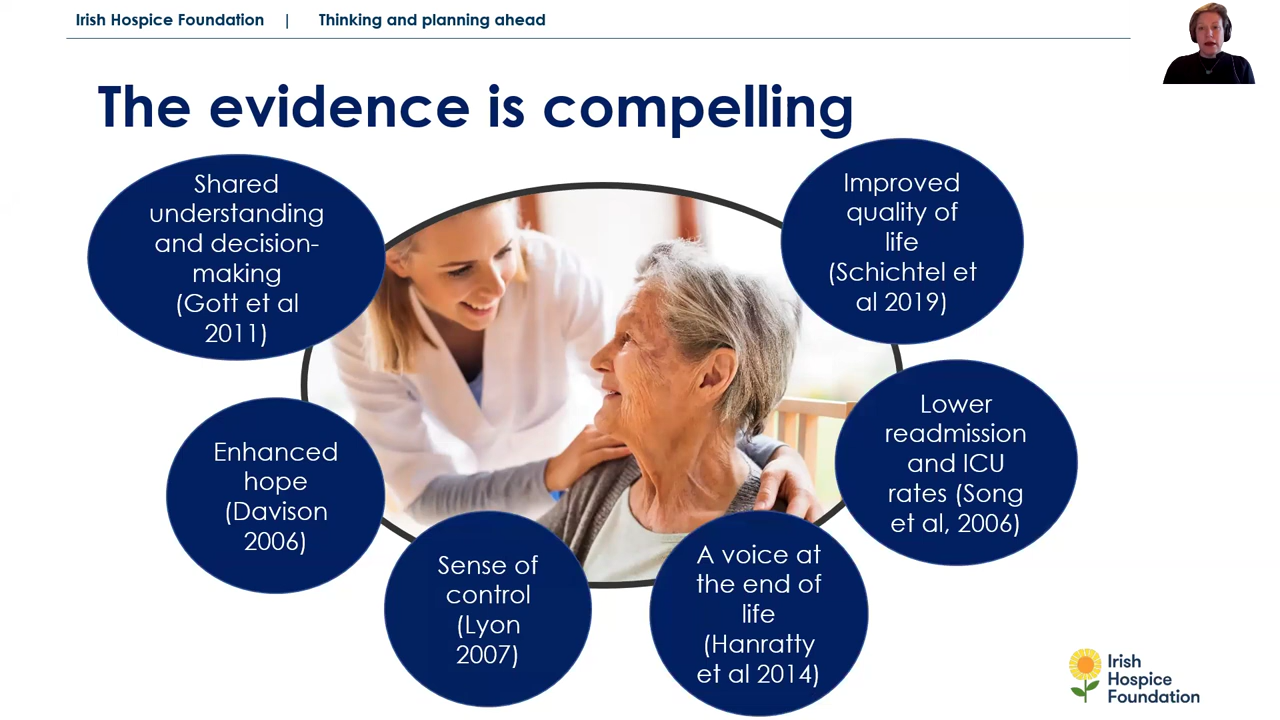 Irish Hospice Foundation | Thinking and planning ahead
The evidence is compelling
Shared
understanding
and decision-
making
(Gott et al
2011)
Improved
quality of
life
(Schichtel et
al 2019)
Enhanced
hope
(Davison
2006)
Lower
readmission
and ICU
rates (Song
et al, 2006)
Sense of
control
(Lyon
2007)
A voice at
the end of
life
(Hanratty
et al 2014)
Irish
Hospice
Foundation